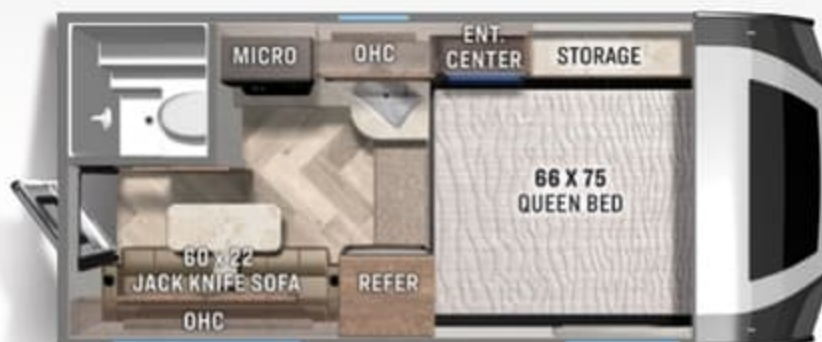 MICRO
OHC
ENT.
CENTER
STORAGE
66 X 75
QUEEN BED
60 x 22
JACK KNIFE SOFA
REFER
OHC